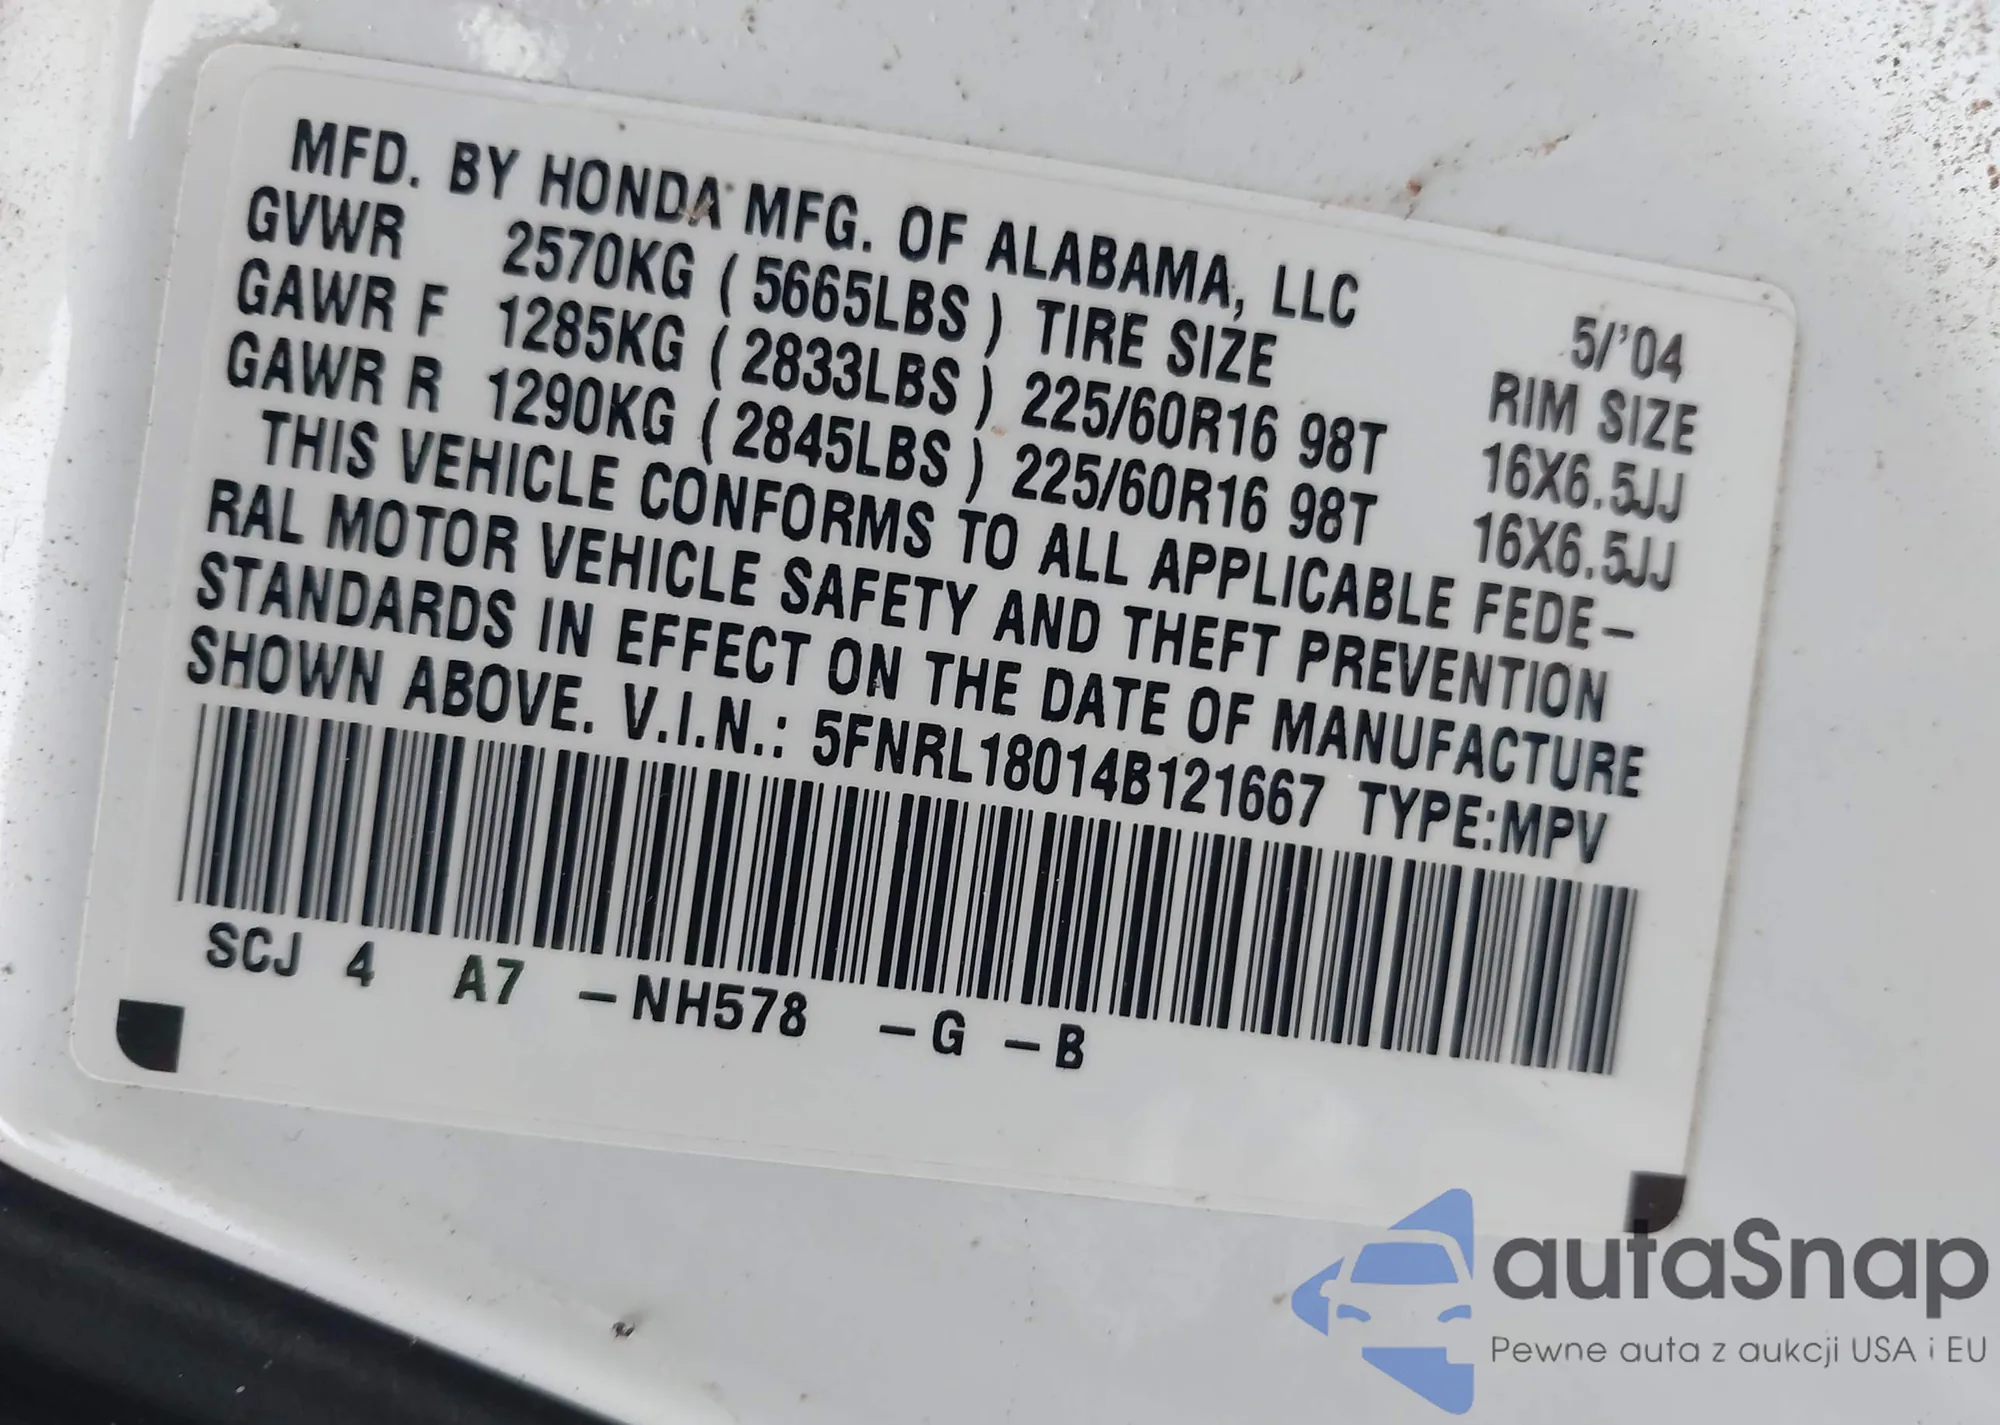 MFD. BY HONDA MFG. OF ALABAMA, LLC 5/'04
GVWR 2570KG ( 5665LBS ) TIRE SIZE RIM SIZE
GAWR F 1285KG ( 2833LBS ) 225/60R16 98T 16X6.5JJ
GAWR R 1290KG ( 2845LBS ) 225/60R16 98T 16X6.5JJ
THIS VEHICLE CONFORMS TO ALL APPLICABLE FEDE-
RAL MOTOR VEHICLE SAFETY AND THEFT PREVENTION
STANDARDS IN EFFECT ON THE DATE OF MANUFACTURE
SHOWN ABOVE. V.I.N.: 5FNRL18014B121667 TYPE:MPV
SCJ 4 A7 -NH578 -G -B
autaSnap
Pewne auta z aukcji USA i EU